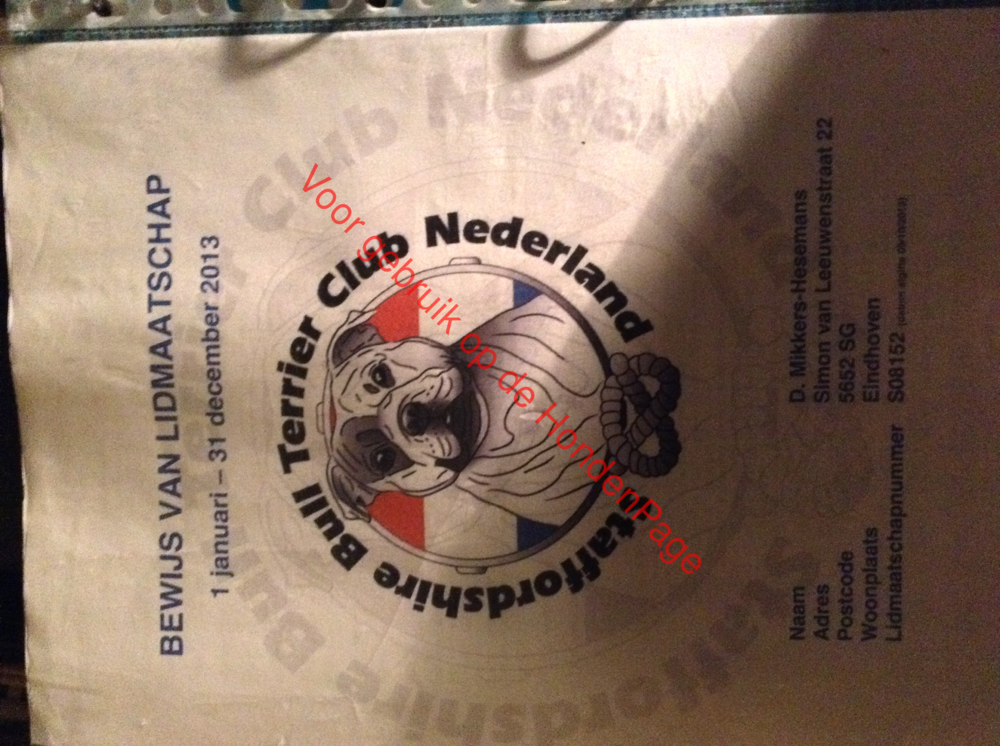 BEWIJS VAN LIDMAATSCHAP
1 januari – 31 december 2013
Staffordshire Bull Terrier Club Nederland
Voor gebruik op de HondenPage
Naam D. Mikkers-Hesemans
Adres Simon van Leeuwenstraat 22
Postcode 5652 SG
Woonplaats Eindhoven
Lidmaatschapnummer S08152